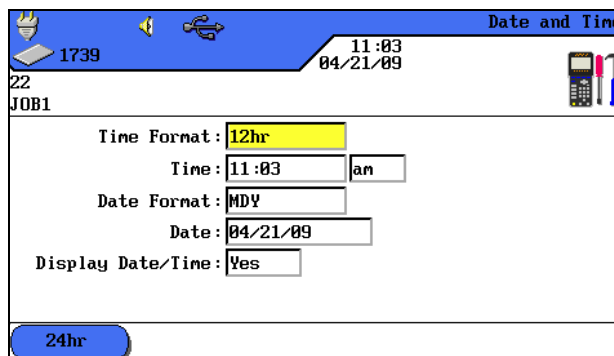 Date and Time
1739
11:03
04/21/09
22
JOB1
Time Format: 12hr
Time: 11:03 am
Date Format: MDY
Date: 04/21/09
Display Date/Time: Yes
24hr